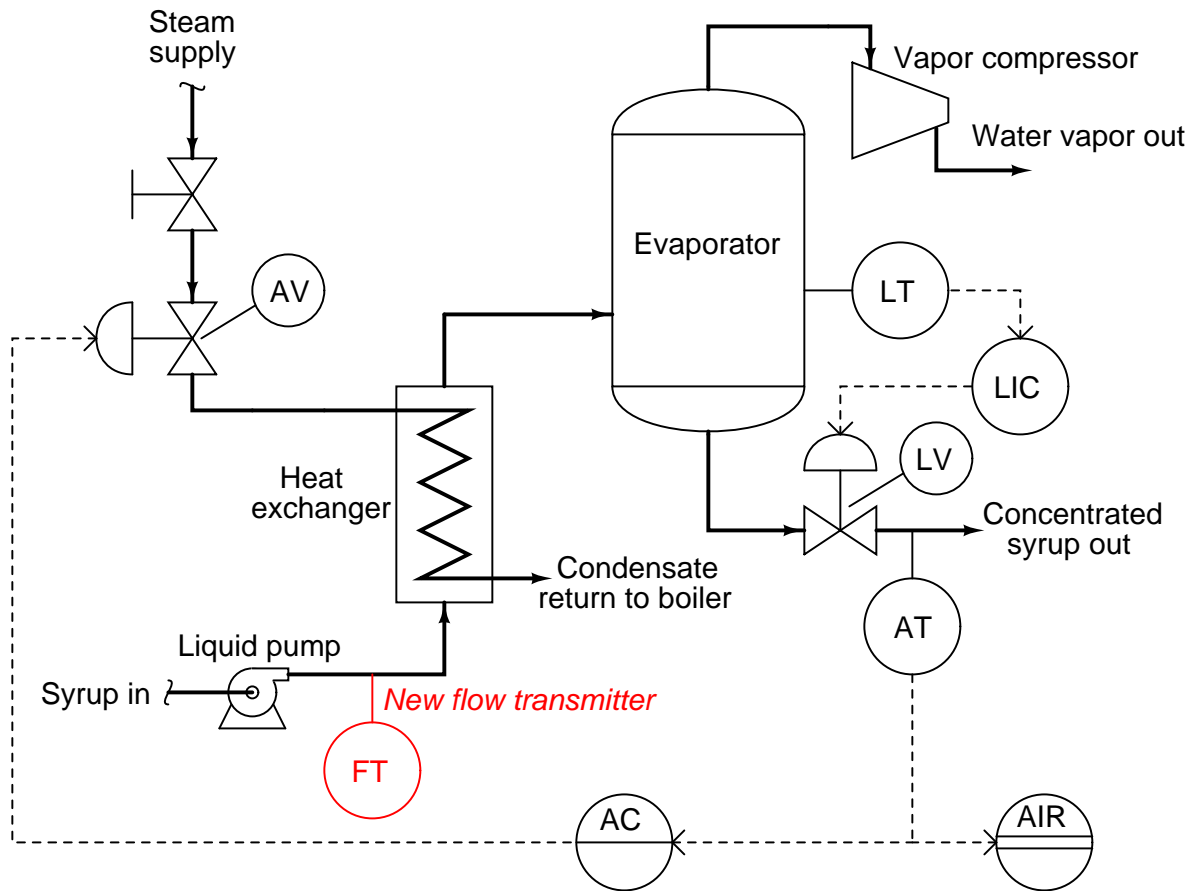 Steam
supply
Vapor compressor
Water vapor out
Evaporator
AV
LT
LIC
LV
Heat
exchanger
Concentrated
syrup out
Condensate
return to boiler
AT
Liquid pump
Syrup in
New flow transmitter
FT
AC
AIR